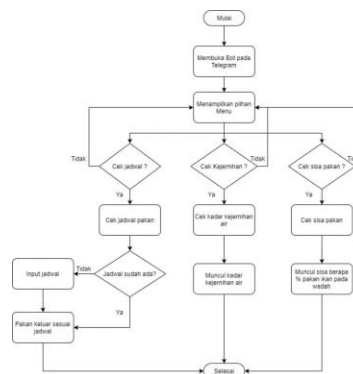 Mulai
Membuka Bot pada
Telegram
Menampilkan pilihan
Menu
Tidak
Tidak
Tidak
Cek jadwal ?
Cek Kejernihan ?
Cek sisa pakan ?
Ya
Ya
Ya
Cek jadwal pakan
Cek kadar kejernihan
air
Cek sisa pakan
Input jadwal
Tidak
Jadwal sudah ada?
Muncul kadar
kejernihan air
Muncul sisa berapa
% pakan ikan pada
wadah
Ya
Pakan keluar sesuai
jadwal
Selesai